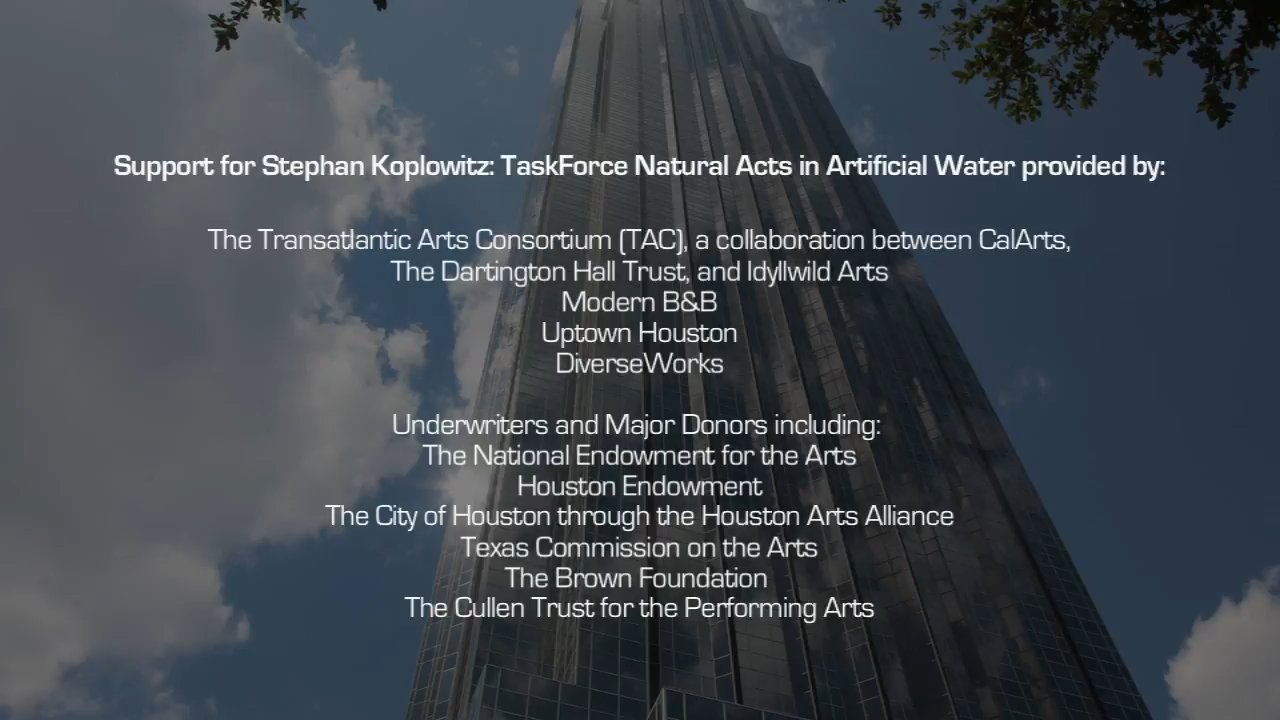 Support for Stephan Koplowitz: TaskForce Natural Acts in Artificial Water provided by:
The Transatlantic Arts Consortium (TAC), a collaboration between CalArts,
The Dartington Hall Trust, and Idyllwild Arts
Modern B&B
Uptown Houston
DiverseWorks
Underwriters and Major Donors including:
The National Endowment for the Arts
Houston Endowment
The City of Houston through the Houston Arts Alliance
Texas Commission on the Arts
The Brown Foundation
The Cullen Trust for the Performing Arts